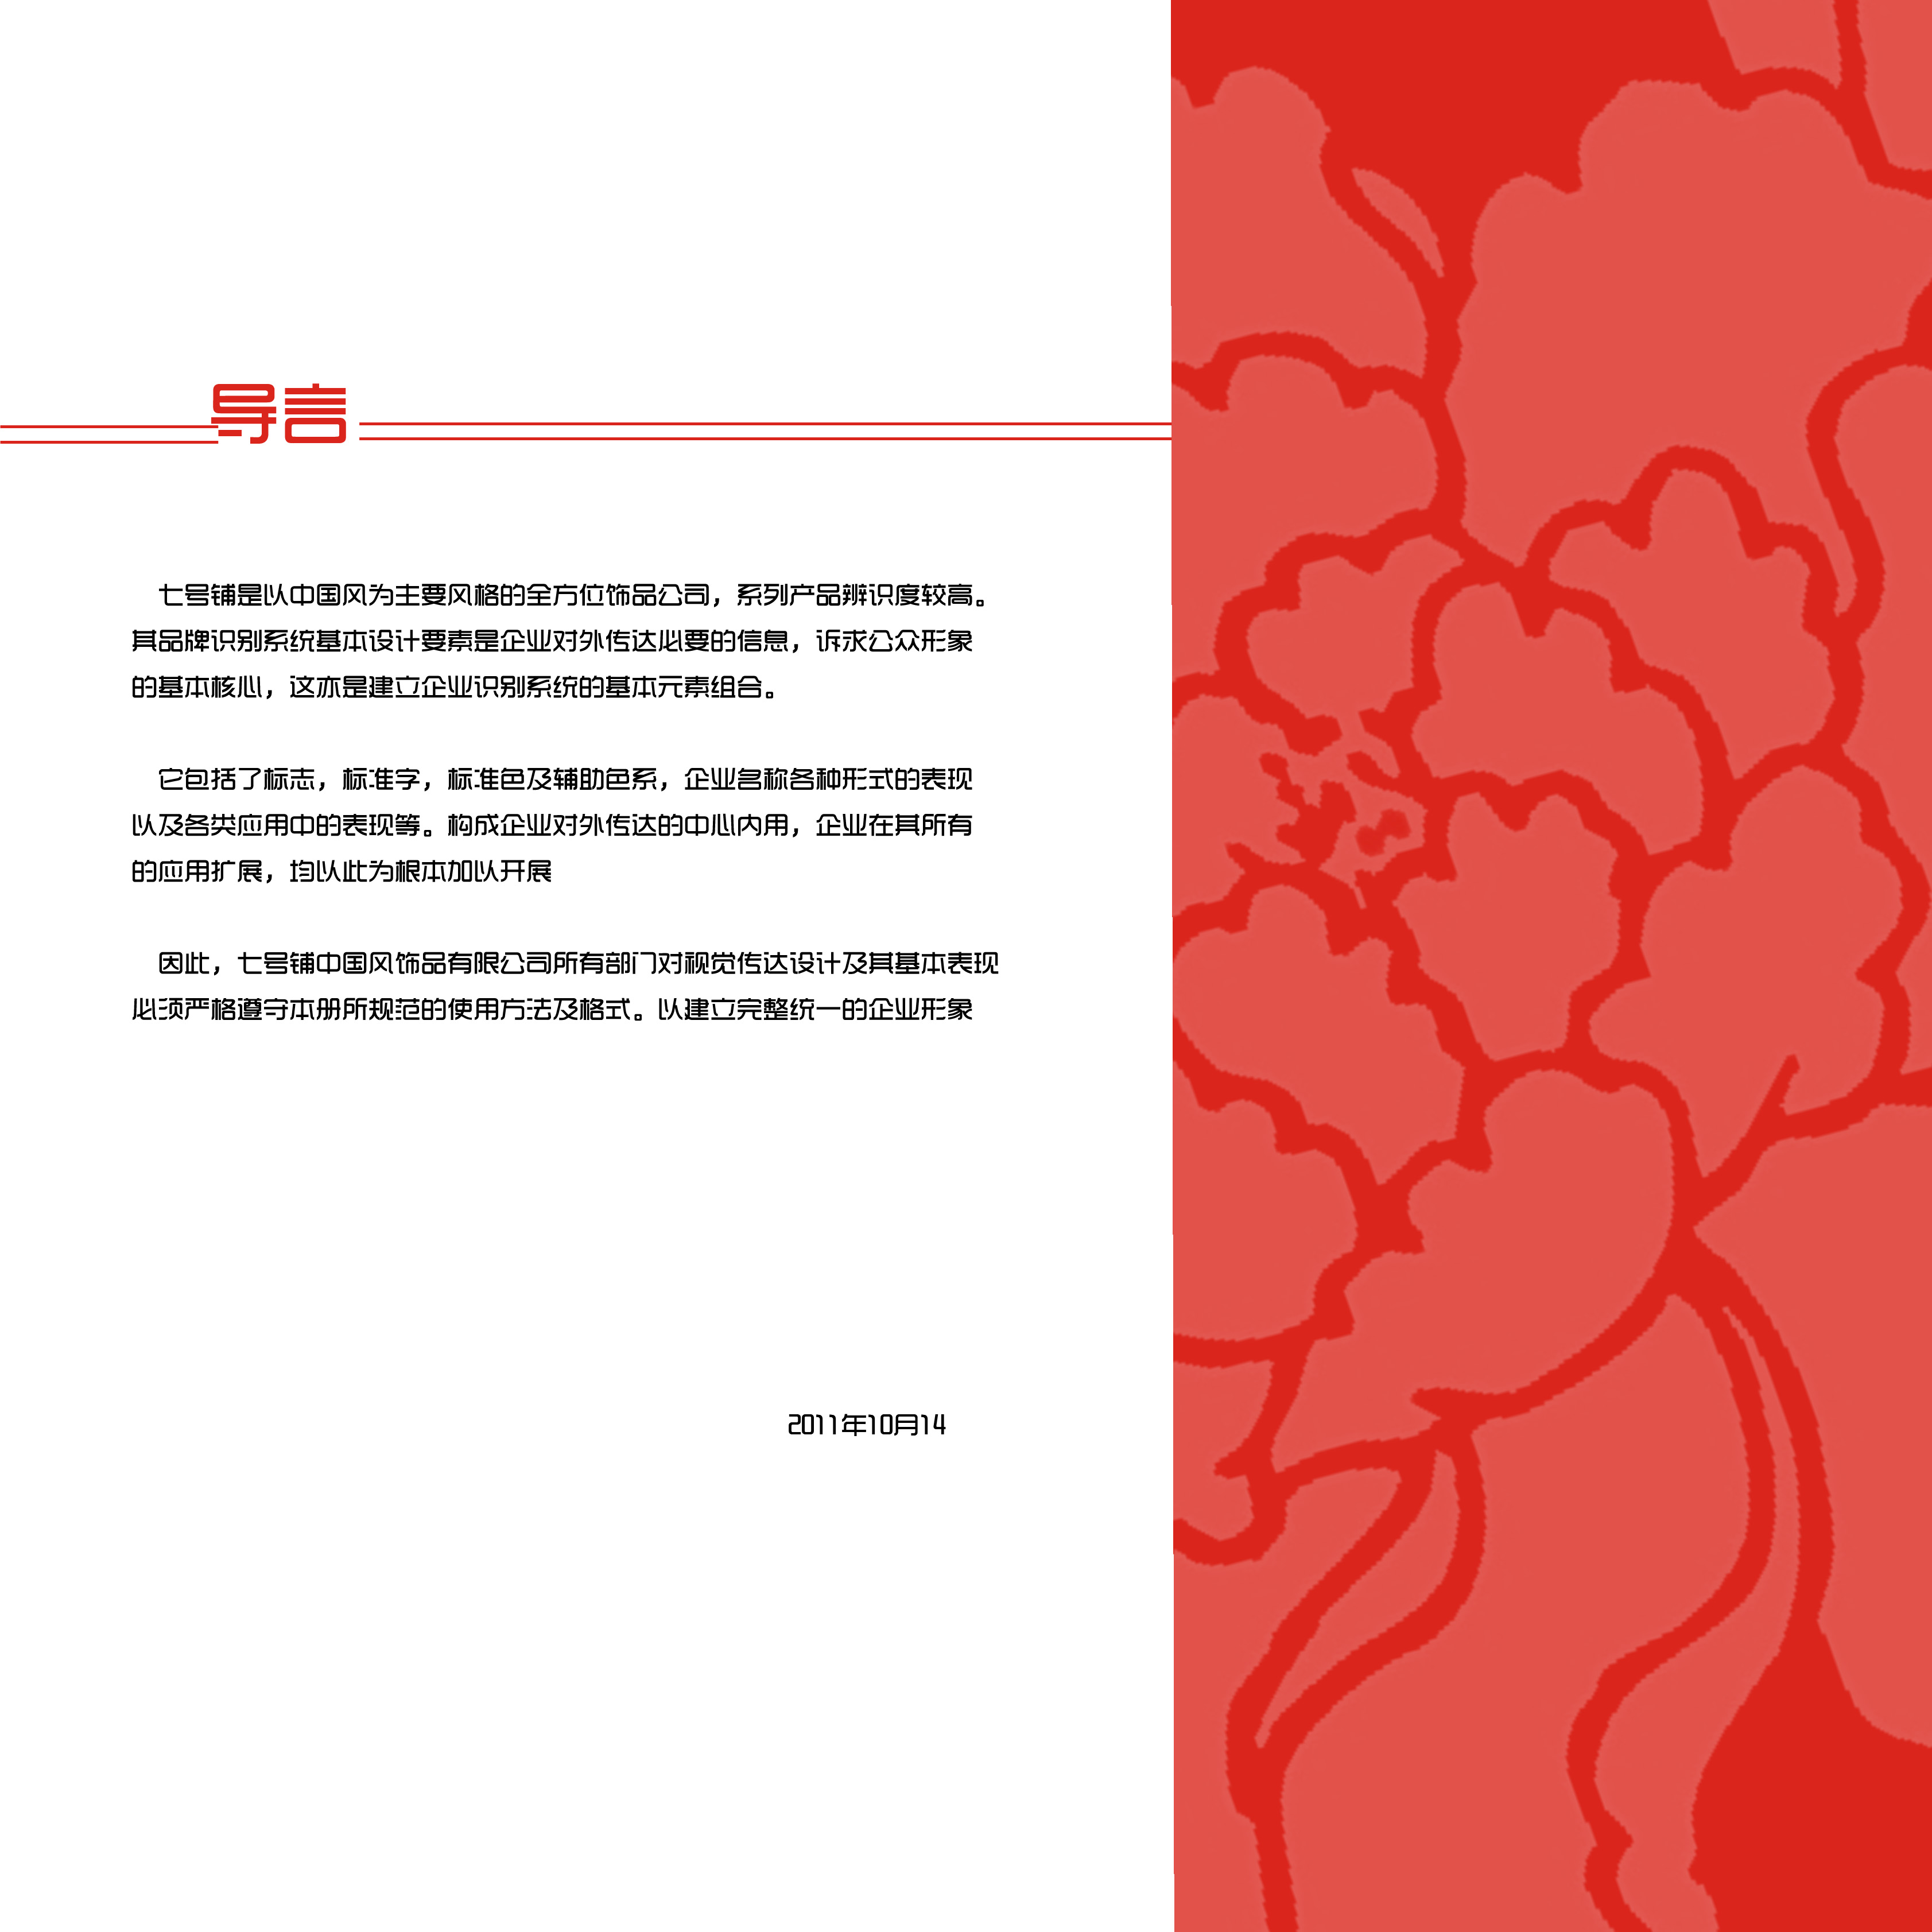 导言
七号铺是以中国风为主要风格的全方位饰品公司，系列产品辨识度较高。
其品牌识别系统基本设计要素是企业对外传达必要的信息，诉求公众形象
的基本核心，这亦是建立企业识别系统的基本元素组合。
它包括了标志，标准字，标准色及辅助色系，企业名称各种形式的表现
以及各类应用中的表现等。构成企业对外传达的中心内用，企业在其所有
的应用扩展，均以此为根本加以开展
因此，七号铺中国风饰品有限公司所有部门对视觉传达设计及其基本表现
必须严格遵守本册所规范的使用方法及格式。以建立完整统一的企业形象
2011年10月14